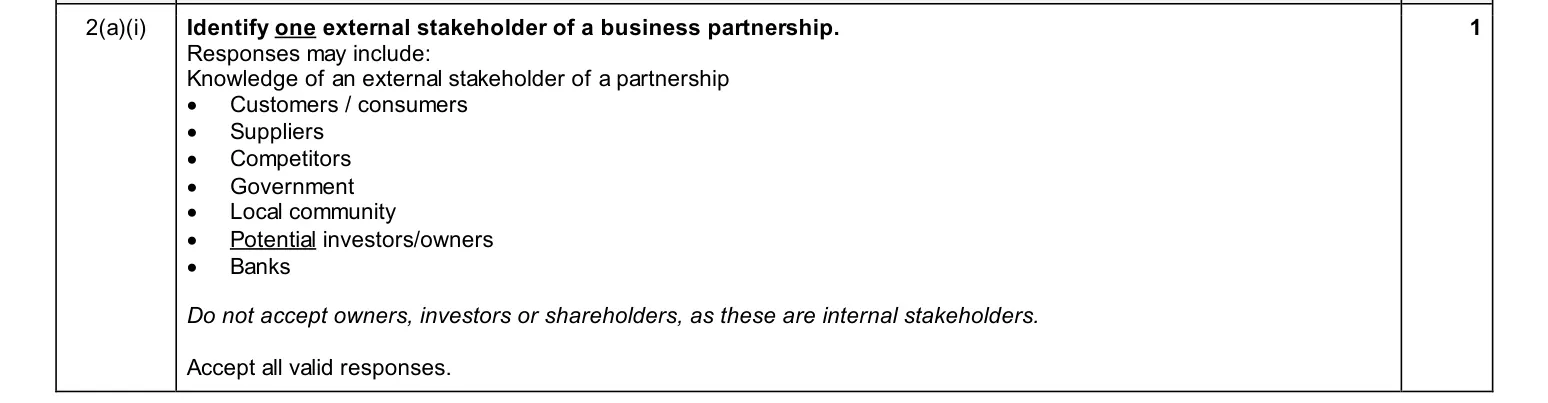 2(a)(i)
Identify one external stakeholder of a business partnership.
1
Responses may include:
Knowledge of an external stakeholder of a partnership
• Customers / consumers
• Suppliers
• Competitors
• Government
• Local community
• Potential investors/owners
• Banks
Do not accept owners, investors or shareholders, as these are internal stakeholders.
Accept all valid responses.